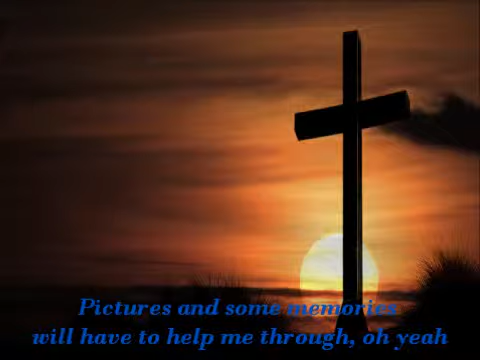 Pictures and some memories
will have to help me through, oh yeah